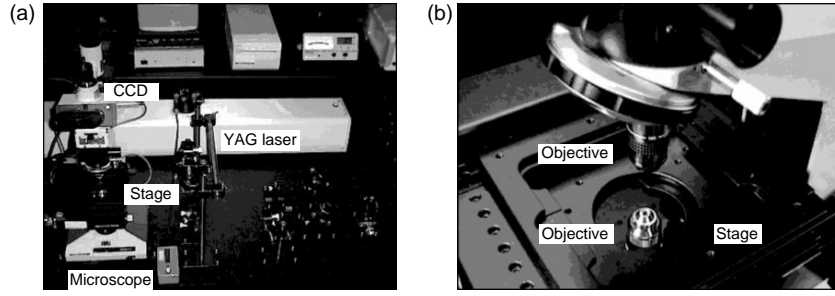 (a)
CCD
YAG laser
Stage
Microscope
(b)
Objective
Objective
Stage